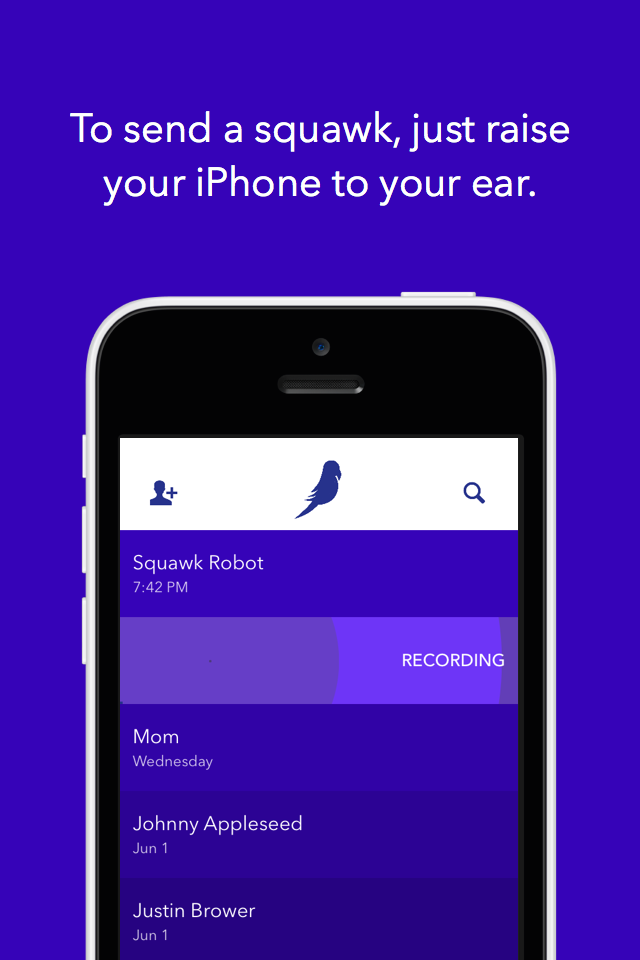 To send a squawk, just raise
your iPhone to your ear.
Squawk Robot
7:42 PM
RECORDING
Mom
Wednesday
Johnny Appleseed
Jun 1
Justin Brower
Jun 1